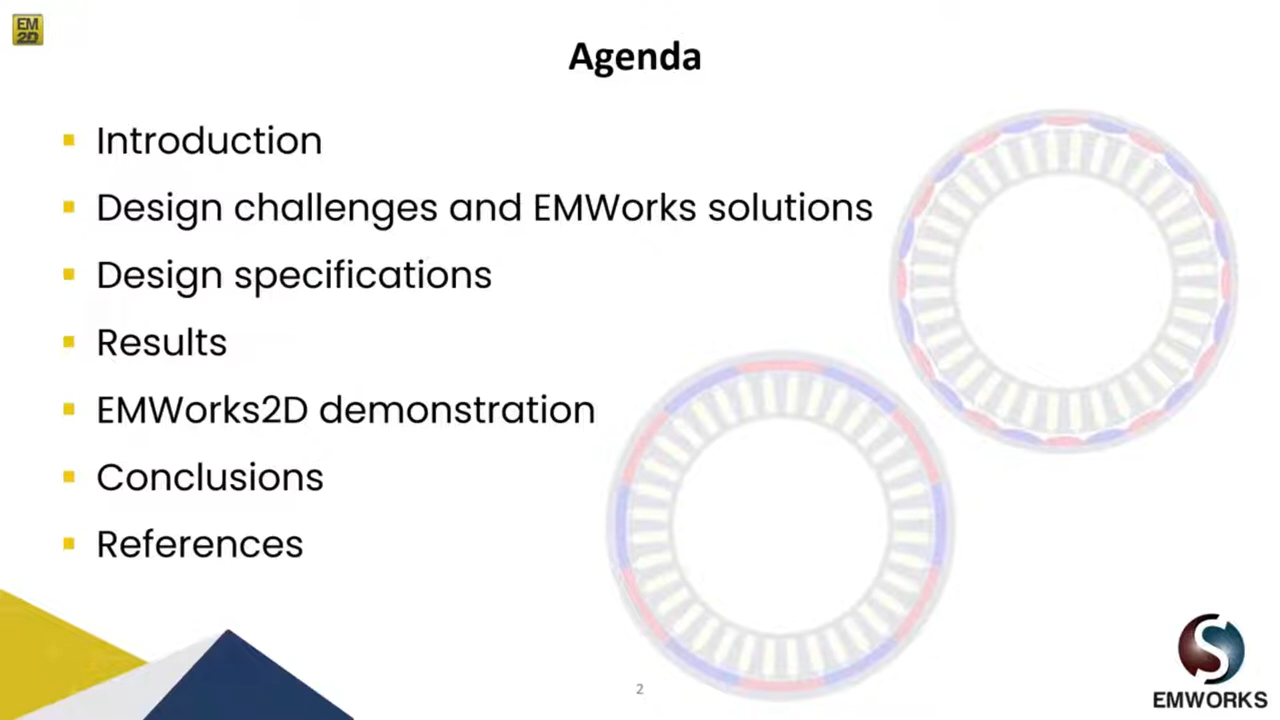 EM
2D
Agenda
Introduction
Design challenges and EMWorks solutions
Design specifications
Results
EMWorks2D demonstration
Conclusions
References
2
EMWORKS